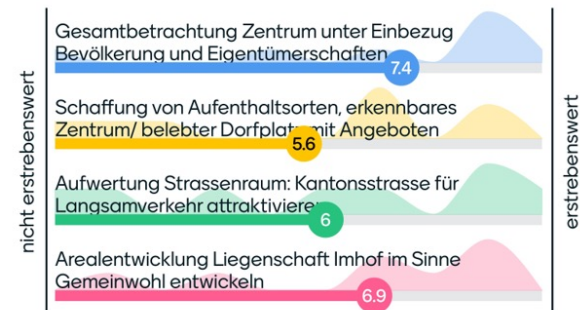 Gesamtbetrachtung Zentrum unter Einbezug
Bevölkerung und Eigentümerschaften
7.4
Schaffung von Aufenthaltsorten, erkennbares
Zentrum/ belebter Dorfplatz mit Angeboten
5.6
Aufwertung Strassenraum: Kantonsstrasse für
Langsamverkehr attraktivieren
6
Arealentwicklung Liegenschaft Imhof im Sinne
Gemeinwohl entwickeln
6.9
nicht erstrebenswert
erstrebenswert